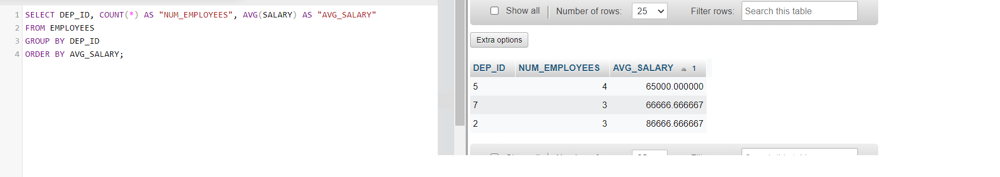 1 SELECT DEP_ID, COUNT(*) AS "NUM_EMPLOYEES", AVG(SALARY) AS "AVG_SALARY"
2 FROM EMPLOYEES
3 GROUP BY DEP_ID
4 ORDER BY AVG_SALARY;
Show all Number of rows: 25 Filter rows: Search this table
Extra options
DEP_ID NUM_EMPLOYEES AVG_SALARY 1
5 4 65000.000000
7 3 66666.666667
2 3 86666.666667